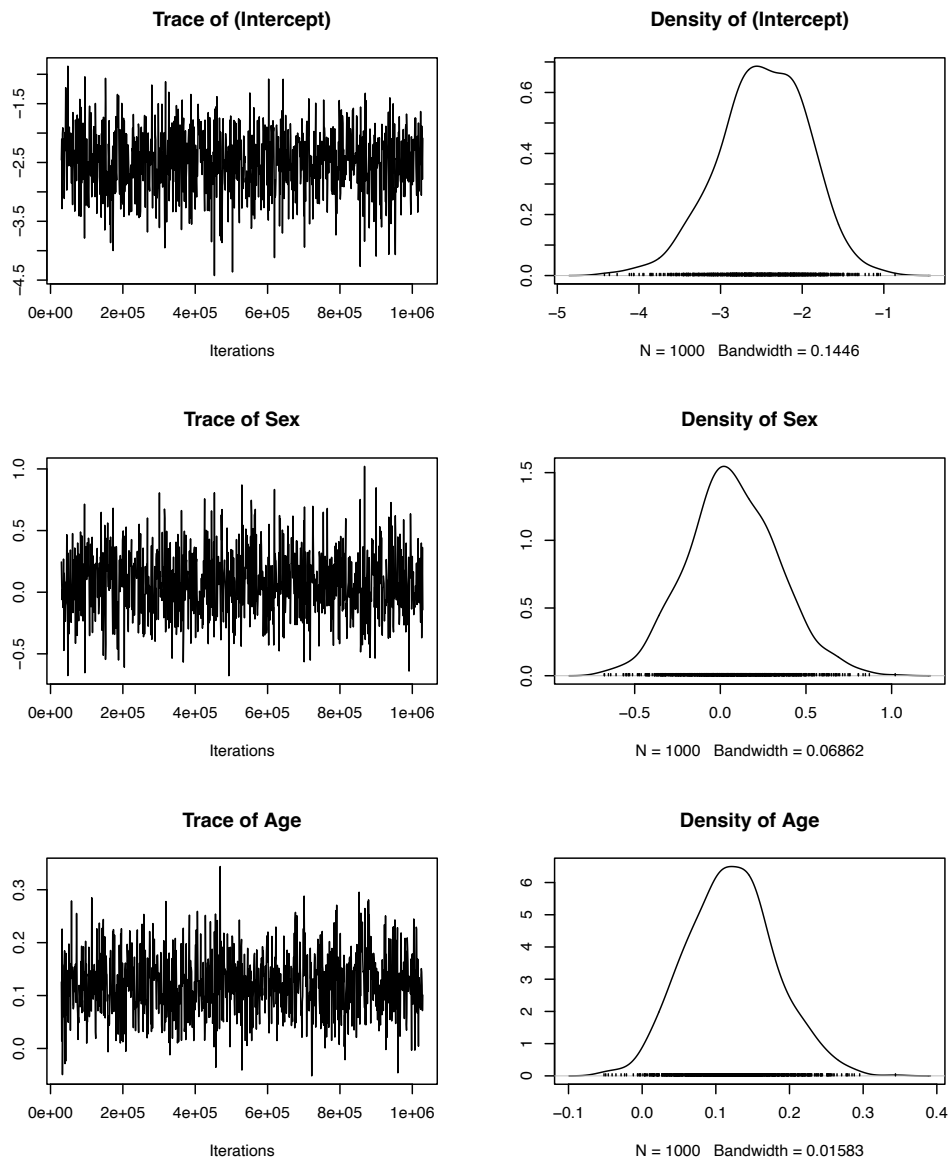 Trace of (Intercept)
−4.5 −3.5 −2.5 −1.5
0e+00 2e+05 4e+05 6e+05 8e+05 1e+06
Iterations
Density of (Intercept)
0.0 0.2 0.4 0.6
−5 −4 −3 −2 −1
N = 1000 Bandwidth = 0.1446
Trace of Sex
−0.5 0.0 0.5 1.0
0e+00 2e+05 4e+05 6e+05 8e+05 1e+06
Iterations
Density of Sex
0.0 0.5 1.0 1.5
−0.5 0.0 0.5 1.0
N = 1000 Bandwidth = 0.06862
Trace of Age
0.0 0.1 0.2 0.3
0e+00 2e+05 4e+05 6e+05 8e+05 1e+06
Iterations
Density of Age
0 1 2 3 4 5 6
−0.1 0.0 0.1 0.2 0.3 0.4
N = 1000 Bandwidth = 0.01583